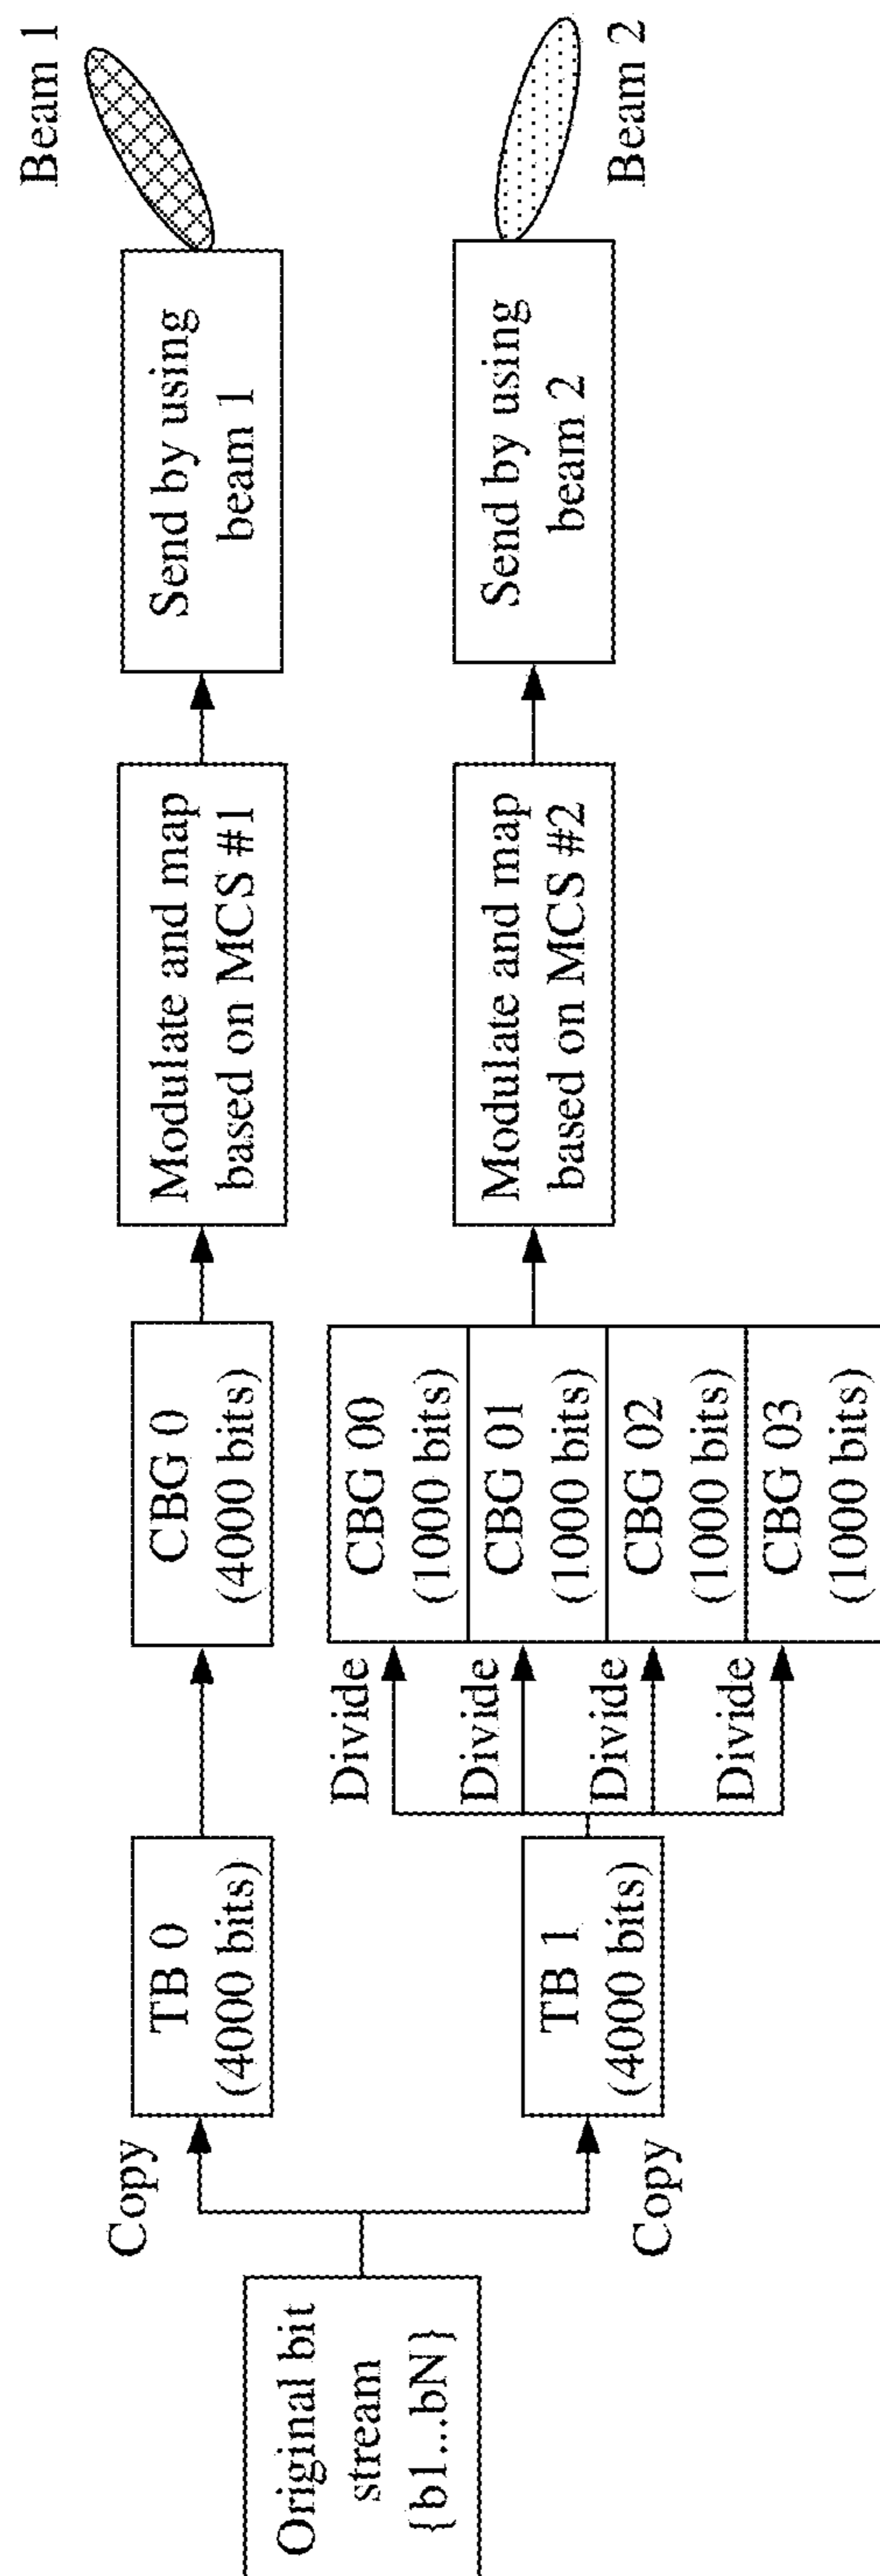 Original bit
stream
{b1...bN}
Copy
TB 0
(4000 bits)
CBG 0
(4000 bits)
Modulate and map
based on MCS #1
Send by using
beam 1
Beam 1
Copy
TB 1
(4000 bits)
Divide
Divide
Divide
Divide
CBG 00
(1000 bits)
CBG 01
(1000 bits)
CBG 02
(1000 bits)
CBG 03
(1000 bits)
Modulate and map
based on MCS #2
Send by using
beam 2
Beam 2